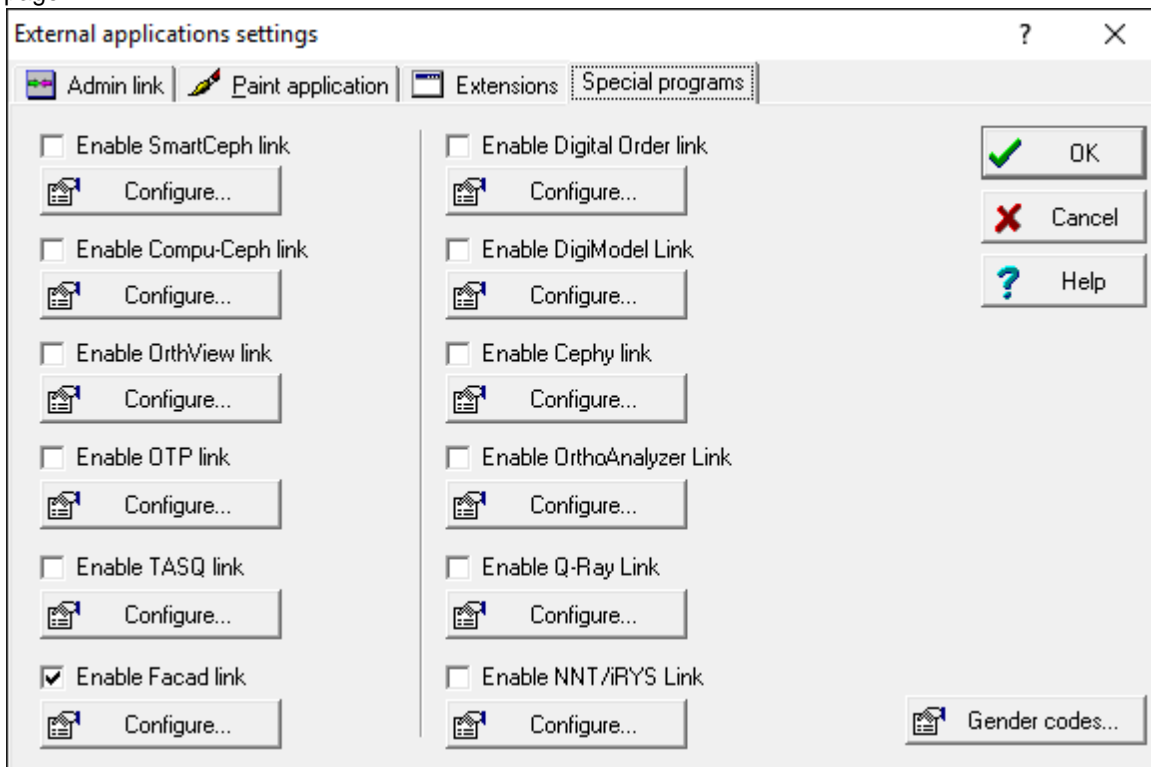 External applications settings
?
Admin link
Paint application
Extensions
Special programs
Enable SmartCeph link
Configure...
Enable Compu-Ceph link
Configure...
Enable OrthView link
Configure...
Enable OTP link
Configure...
Enable TASQ link
Configure...
Enable Facad link
Configure...
Enable Digital Order link
Configure...
Enable DigiModel Link
Configure...
Enable Cephy link
Configure...
Enable OrthoAnalyzer Link
Configure...
Enable Q-Ray Link
Configure...
Enable NNT/iRYS Link
Configure...
OK
Cancel
Help
Gender codes...